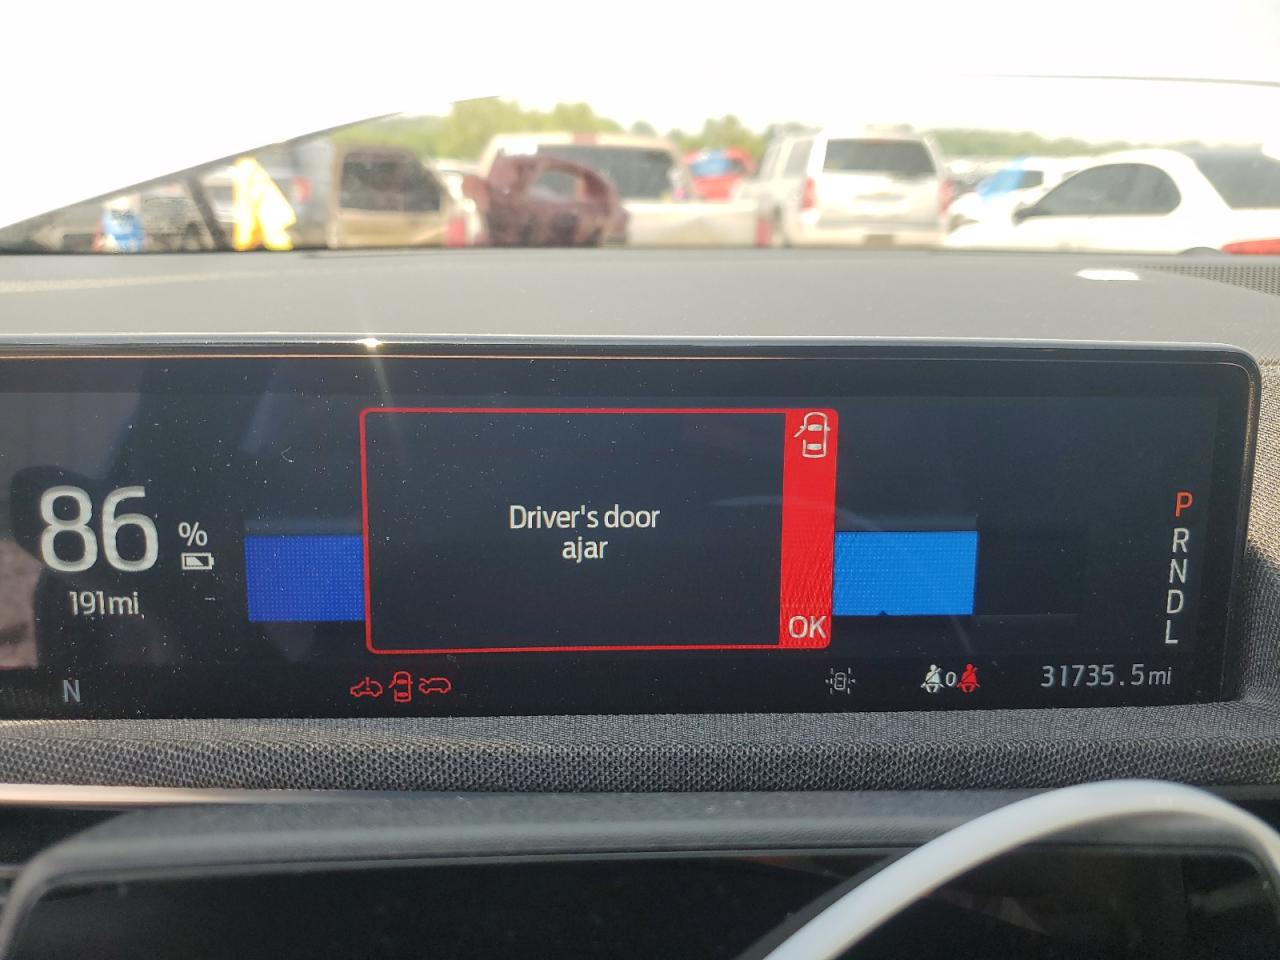 Driver's door
ajar
OK
86 %
191mi
N
P
R
N
D
L
0
31735.5mi